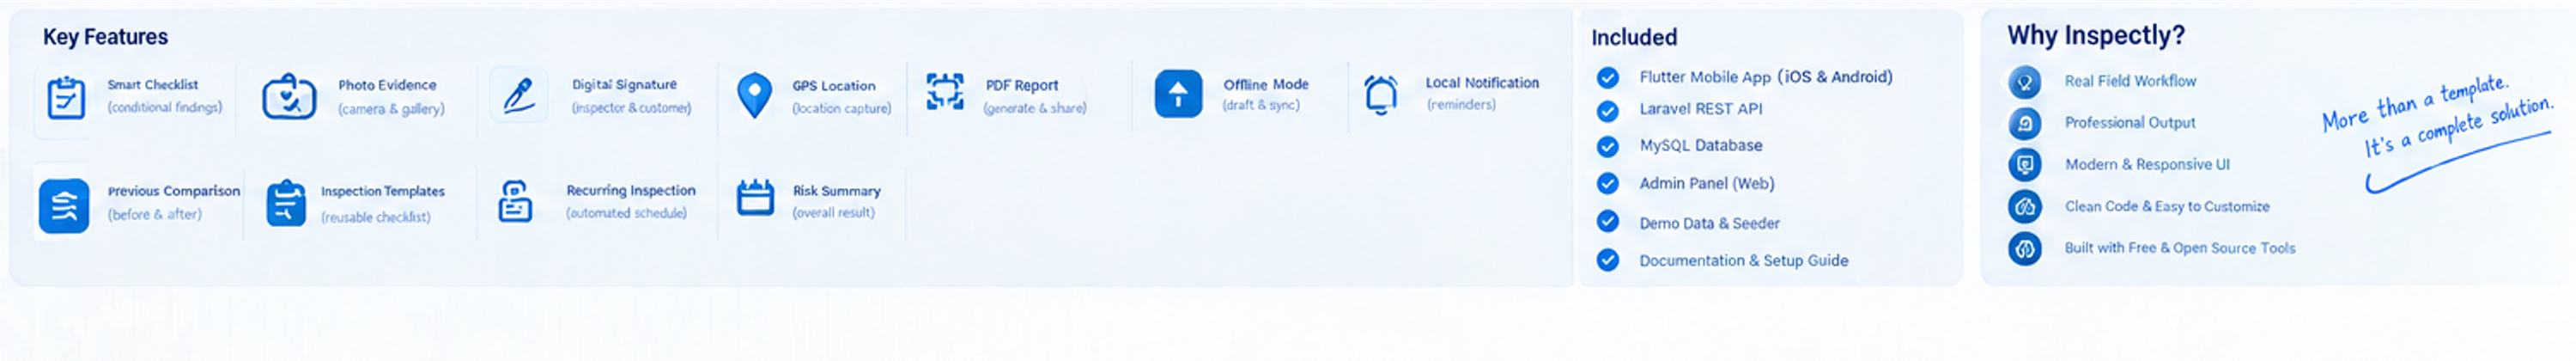 Key Features
Smart Checklist
(conditional findings)
Photo Evidence
(camera & gallery)
Digital Signature
(inspector & customer)
GPS Location
(location capture)
PDF Report
(generate & share)
Offline Mode
(draft & sync)
Local Notification
(reminders)
Previous Comparison
(before & after)
Inspection Templates
(reusable checklist)
Recurring Inspection
(automated schedule)
Risk Summary
(overall result)
Included
Flutter Mobile App (iOS & Android)
Laravel REST API
MySQL Database
Admin Panel (Web)
Demo Data & Seeder
Documentation & Setup Guide
Why Inspectly?
Real Field Workflow
Professional Output
Modern & Responsive UI
Clean Code & Easy to Customize
Built with Free & Open Source Tools
More than a template.
It's a complete solution.